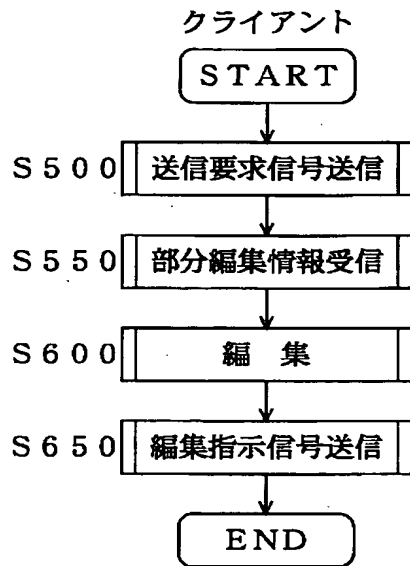 クライアント
START
S500 送信要求信号送信
S550 部分編集情報受信
S600 編 集
S650 編集指示信号送信
END